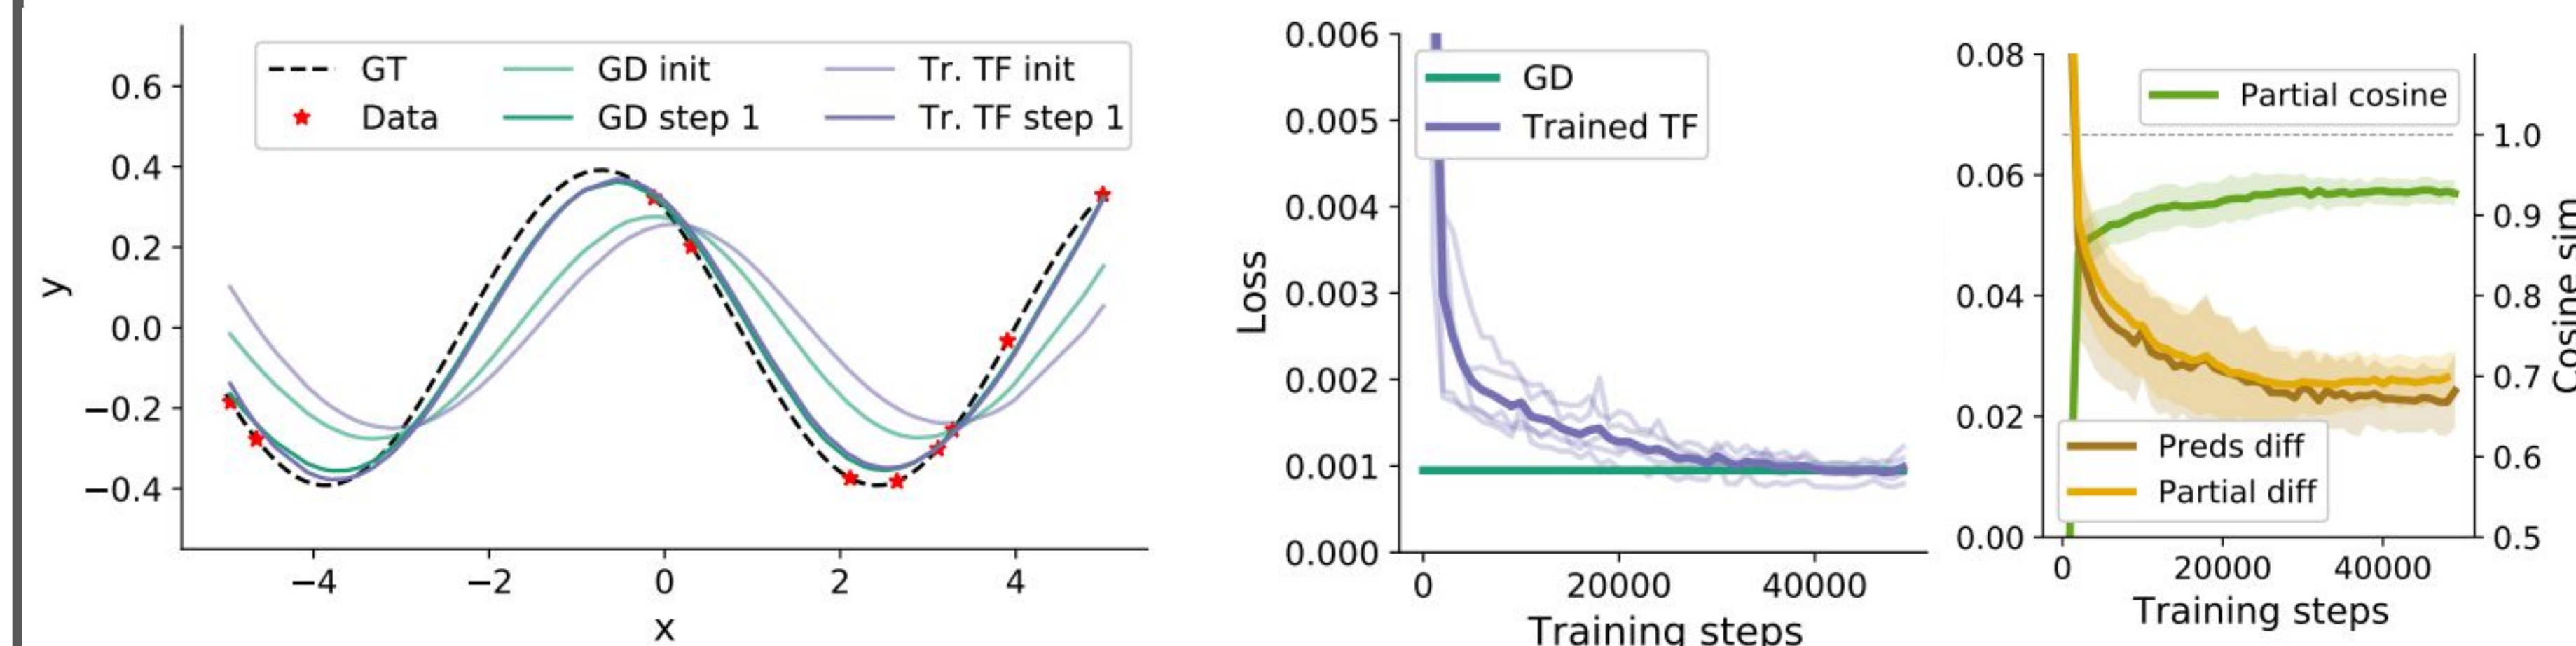 GT
Data
GD init
GD step 1
Tr. TF init
Tr. TF step 1
0.6
0.4
0.2
0.0
−0.2
−0.4
y
−4
−2
0
2
4
x
GD
Trained TF
0.006
0.005
0.004
0.003
0.002
0.001
0.000
Loss
0
20000
40000
Training steps
Partial cosine
Preds diff
Partial diff
0.08
0.06
0.04
0.02
0.00
1.0
0.9
0.8
0.7
0.6
0.5
Cosine sim
0
20000
40000
Training steps